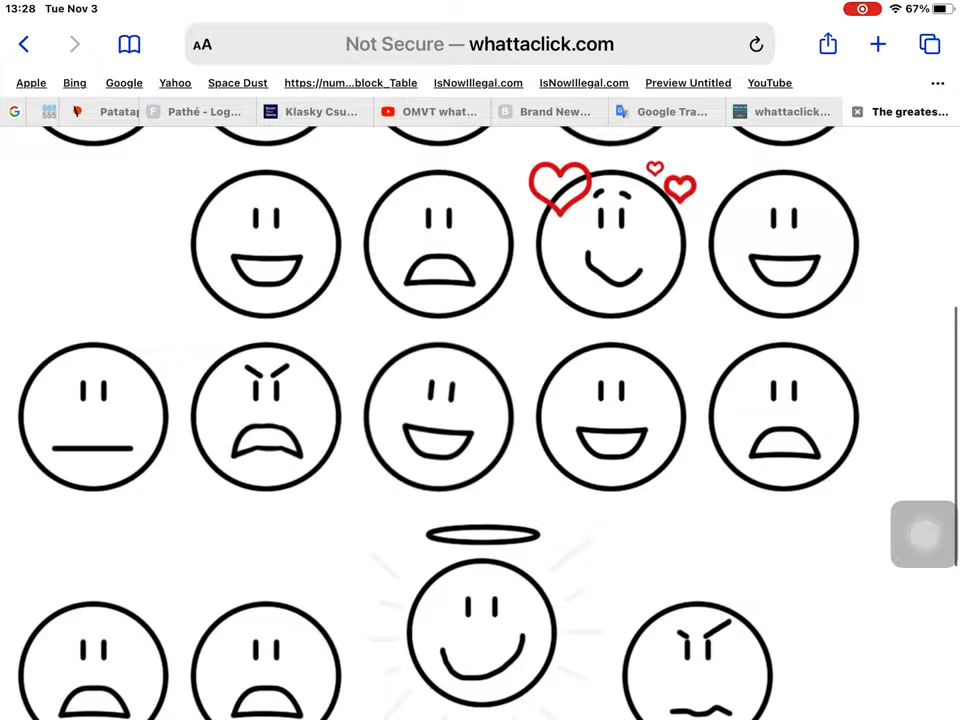 13:28 Tue Nov 3 67%
AA Not Secure — whattaclick.com
Apple Bing Google Yahoo Space Dust https://num...block_Table IsNowIllegal.com IsNowIllegal.com Preview Untitled YouTube
Patatap Pathé - Log... Klasky Csu... OMVT what... Brand New... Google Tra... whattaclick... The greates...